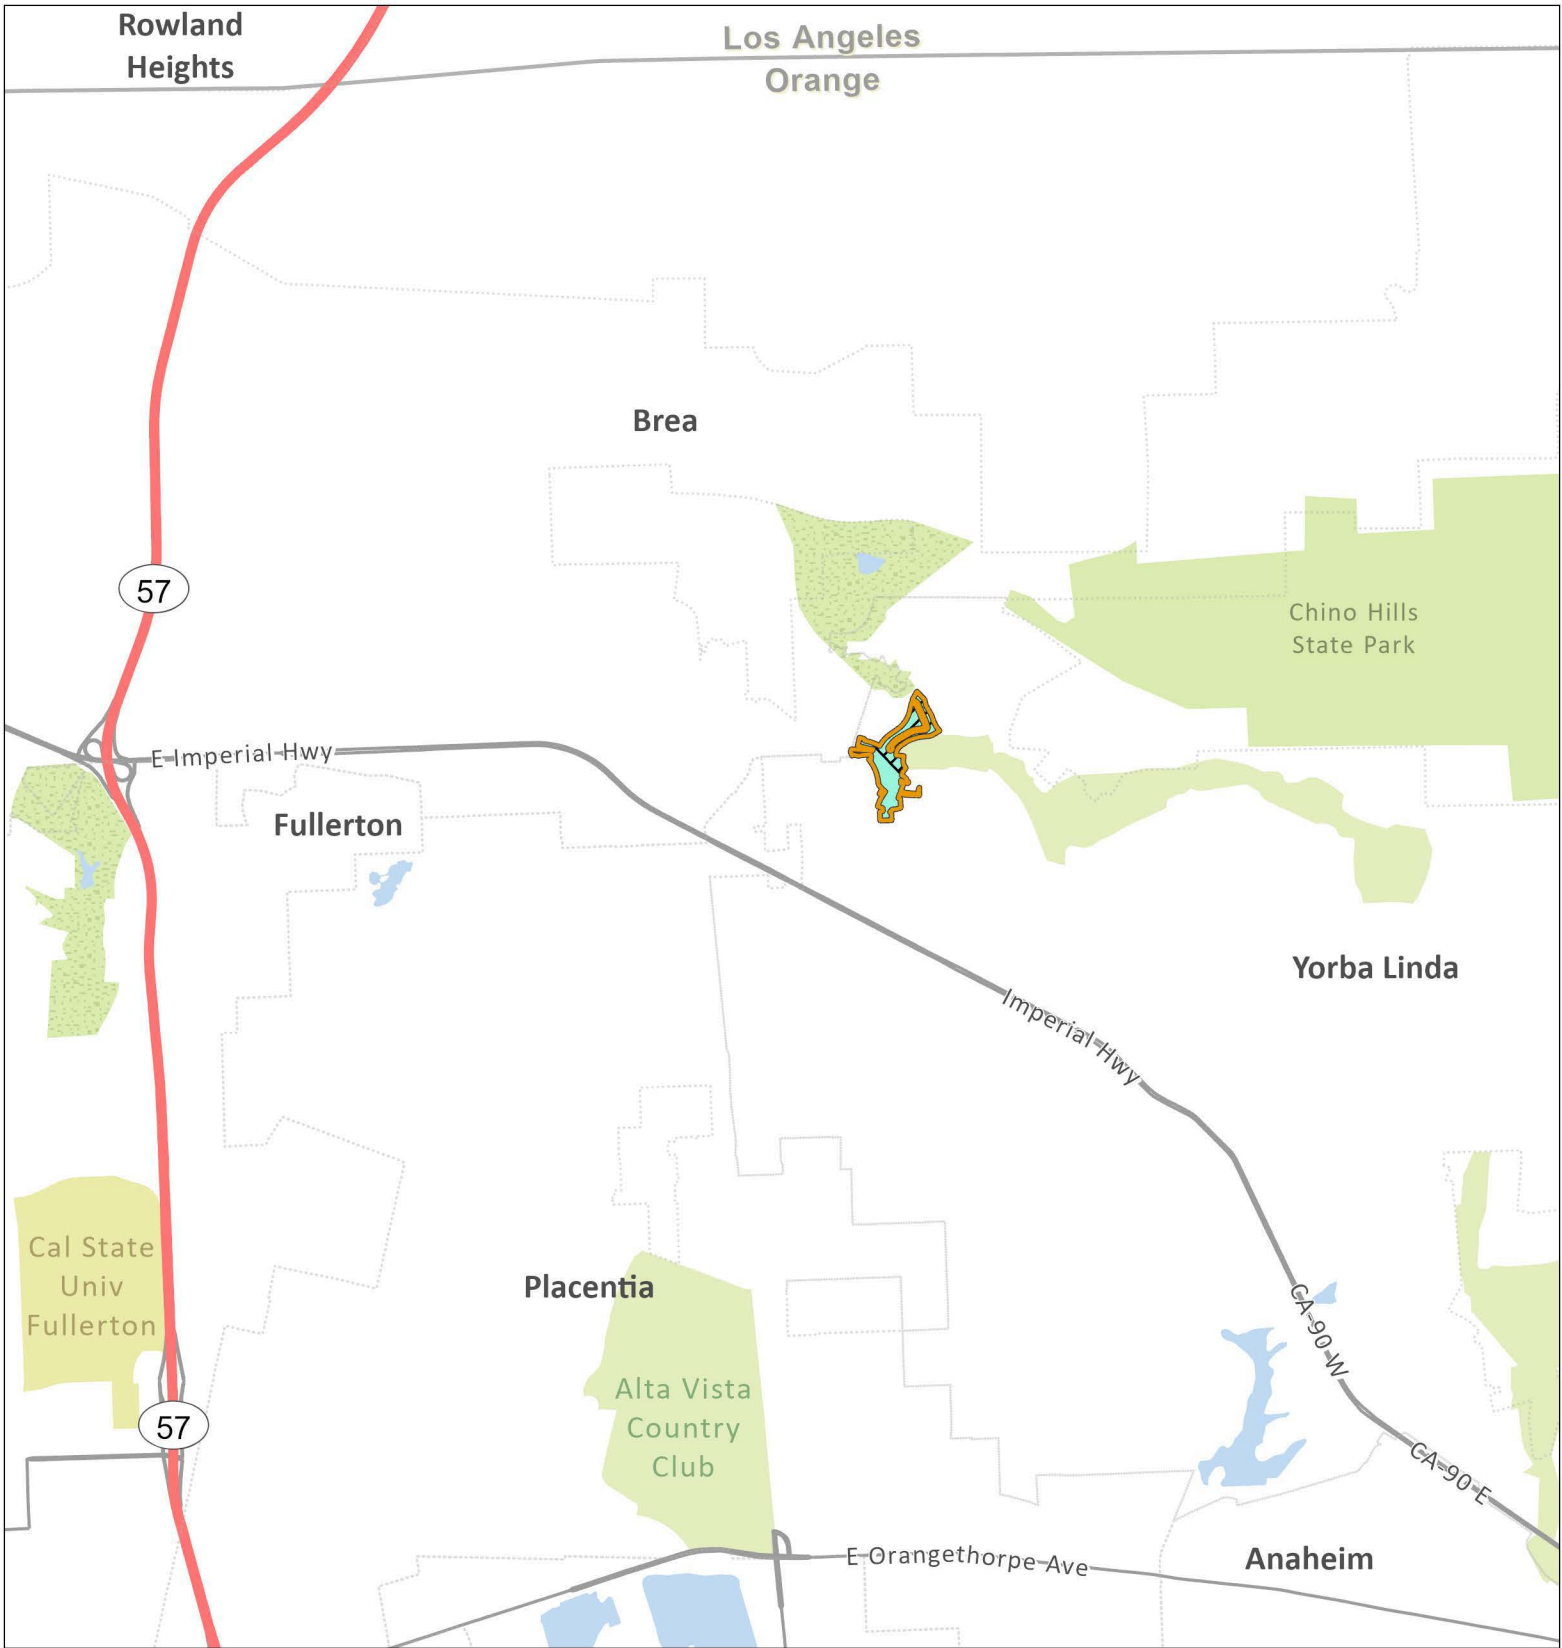 Rowland
Heights
Los Angeles
Orange
Brea
57
Chino Hills
State Park
E Imperial Hwy
Fullerton
Yorba Linda
Imperial Hwy
Cal State
Univ
Fullerton
Placentia
CA-90 W
Alta Vista
Country
Club
57
CA-90 E
E Orangethorpe Ave
Anaheim